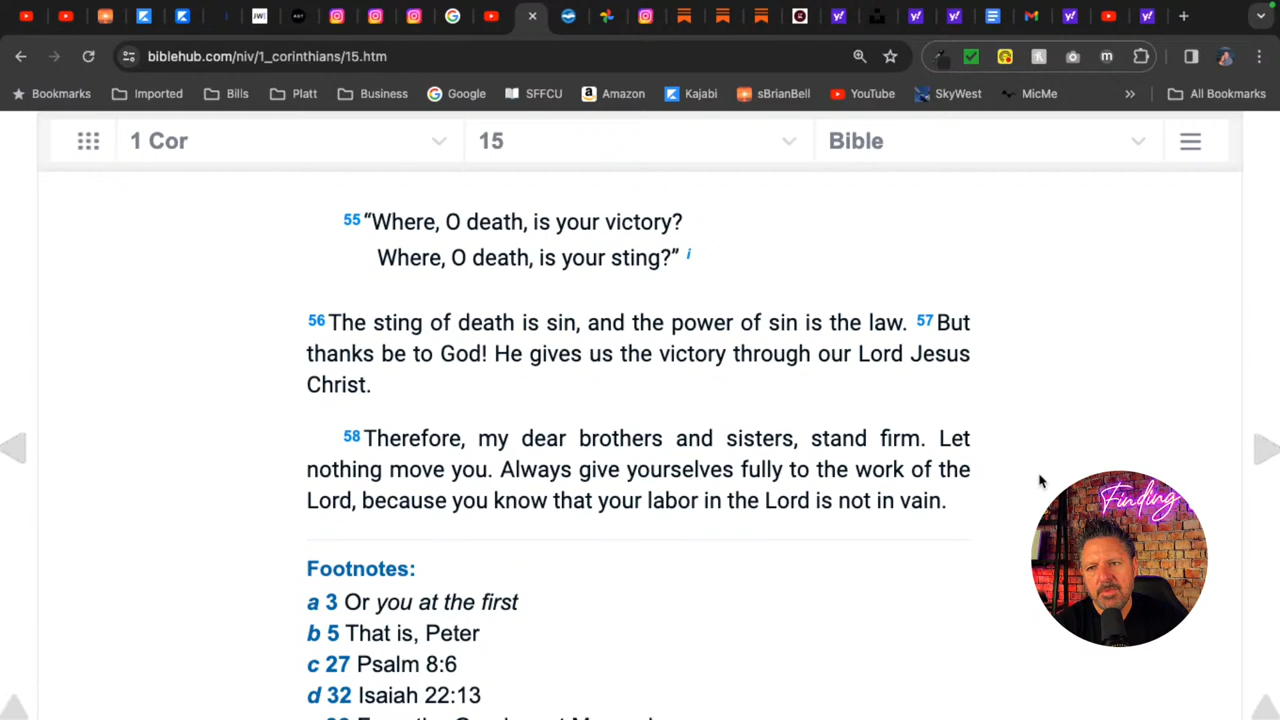 biblehub.com/niv/1_corinthians/15.htm
Bookmarks Imported Bills Platt Business Google SFFCU Amazon Kajabi sBrianBell YouTube SkyWest MicMe » All Bookmarks
1 Cor 15 Bible
55 “Where, O death, is your victory?
Where, O death, is your sting?” i
56 The sting of death is sin, and the power of sin is the law. 57 But
thanks be to God! He gives us the victory through our Lord Jesus
Christ.
58 Therefore, my dear brothers and sisters, stand firm. Let
nothing move you. Always give yourselves fully to the work of the
Lord, because you know that your labor in the Lord is not in vain.
Finding
Footnotes:
a 3 Or you at the first
b 5 That is, Peter
c 27 Psalm 8:6
d 32 Isaiah 22:13